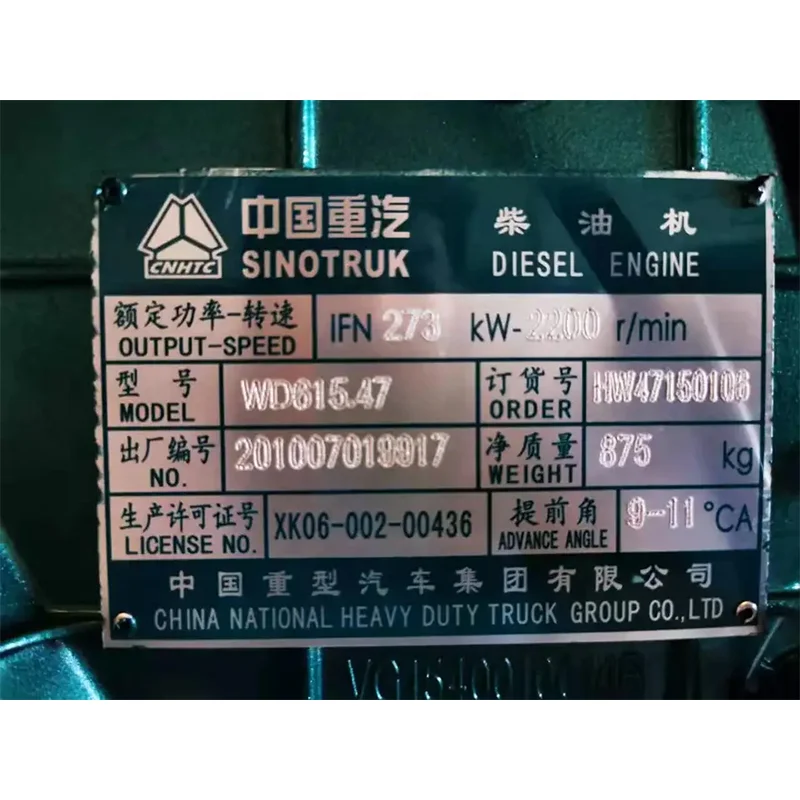 中国重汽 柴油机
CNHTC SINOTRUK DIESEL ENGINE
额定功率-转速
OUTPUT-SPEED
IFN 273 kW-2200 r/min
型号
MODEL
WD615.47
订货号
ORDER
HW47150106
出厂编号
NO.
201007019917
净质量
WEIGHT
875 kg
生产许可证号
LICENSE NO.
XK06-002-00436
提前角
ADVANCE ANGLE
9-11 °CA
中国重型汽车集团有限公司
CHINA NATIONAL HEAVY DUTY TRUCK GROUP CO.,LTD